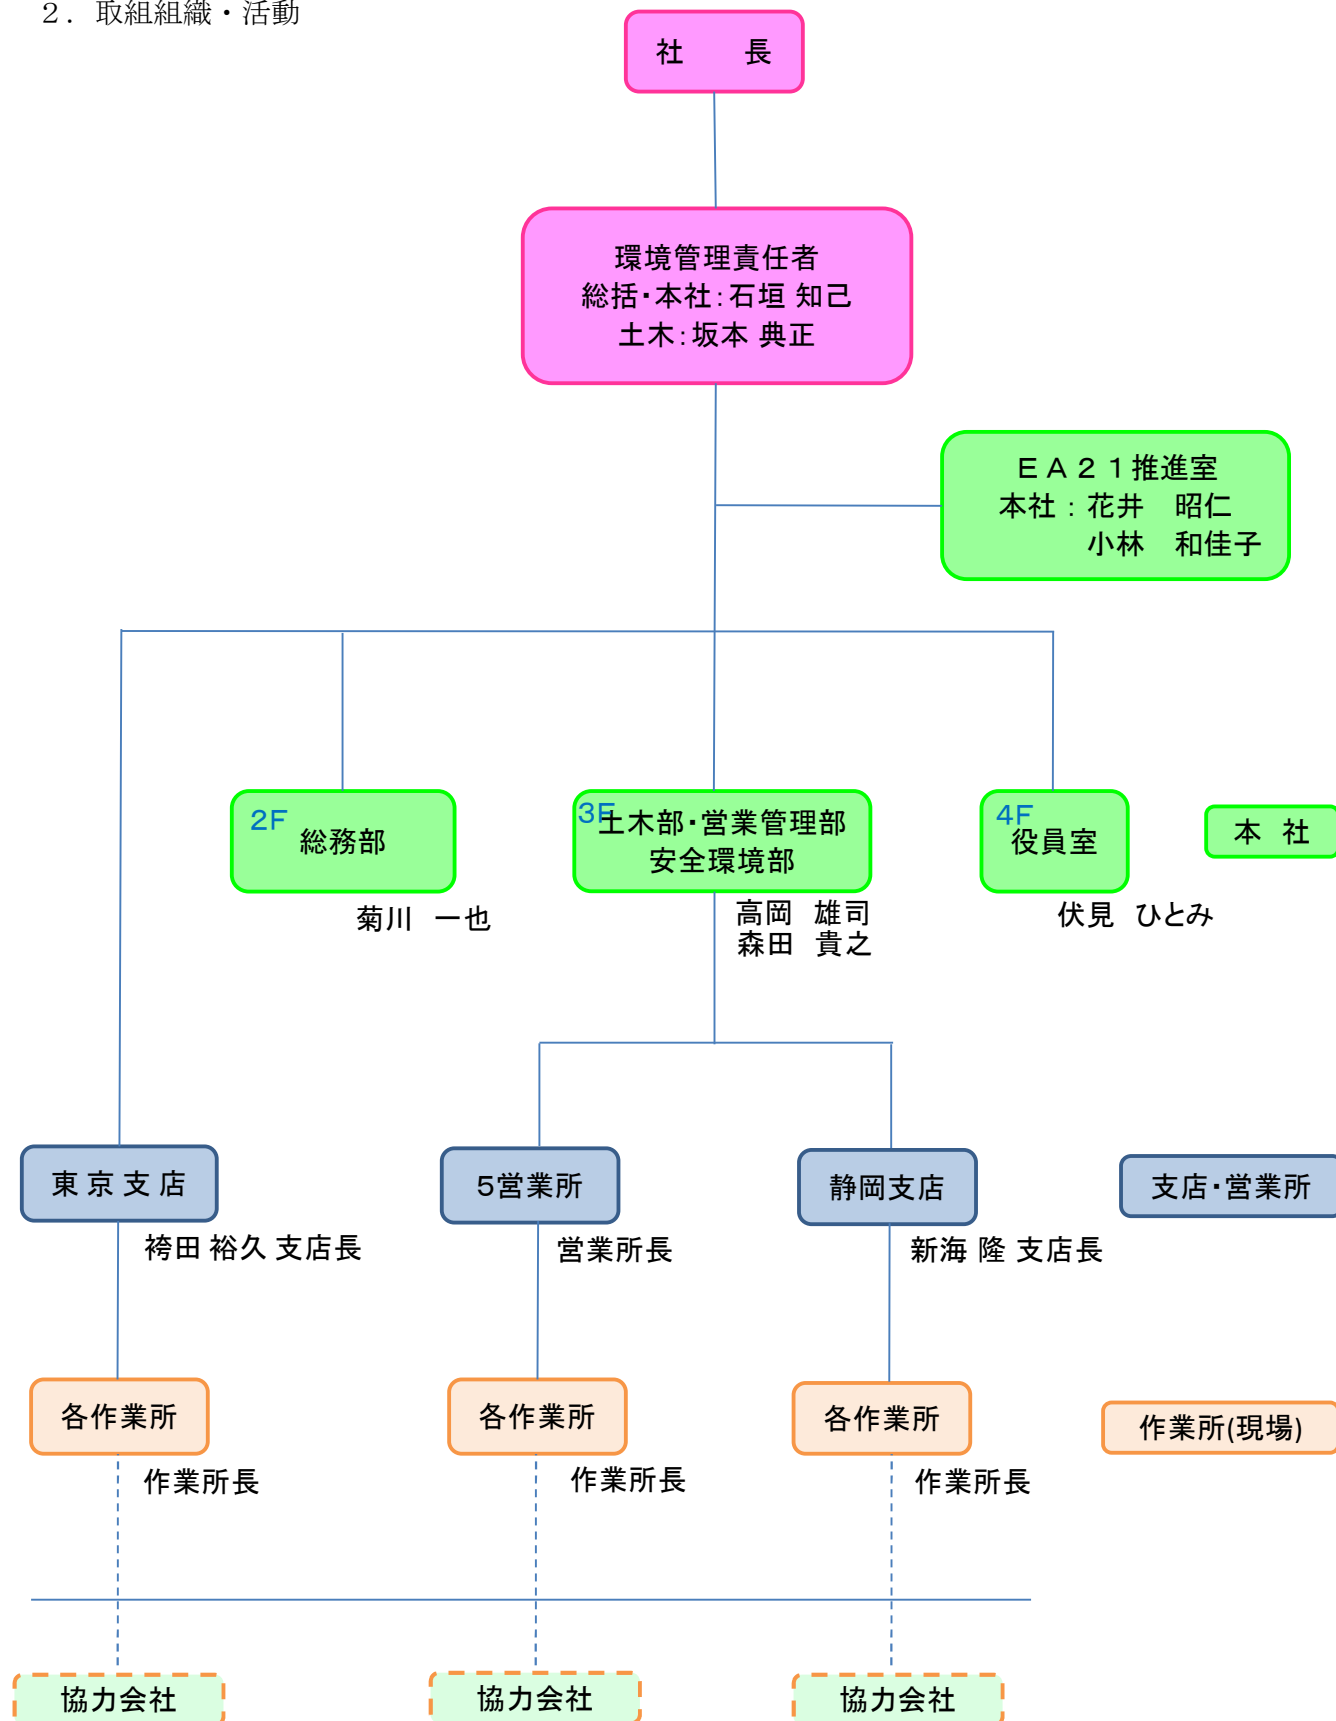 ２．取組組織・活動
社　　長
環境管理責任者
総括・本社：石垣 知己
土木：坂本 典正
ＥＡ２１推進室
本社：花井　昭仁
小林　和佳子
2F
総務部
菊川　一也
3F
土木部・営業管理部
安全環境部
高岡　雄司
森田　貴之
4F
役員室
伏見　ひとみ
本　社
東 京 支 店
袴田 裕久 支店長
5営業所
営業所長
静岡支店
新海 隆 支店長
支店・営業所
各作業所
作業所長
各作業所
作業所長
各作業所
作業所長
作業所(現場)
協力会社
協力会社
協力会社